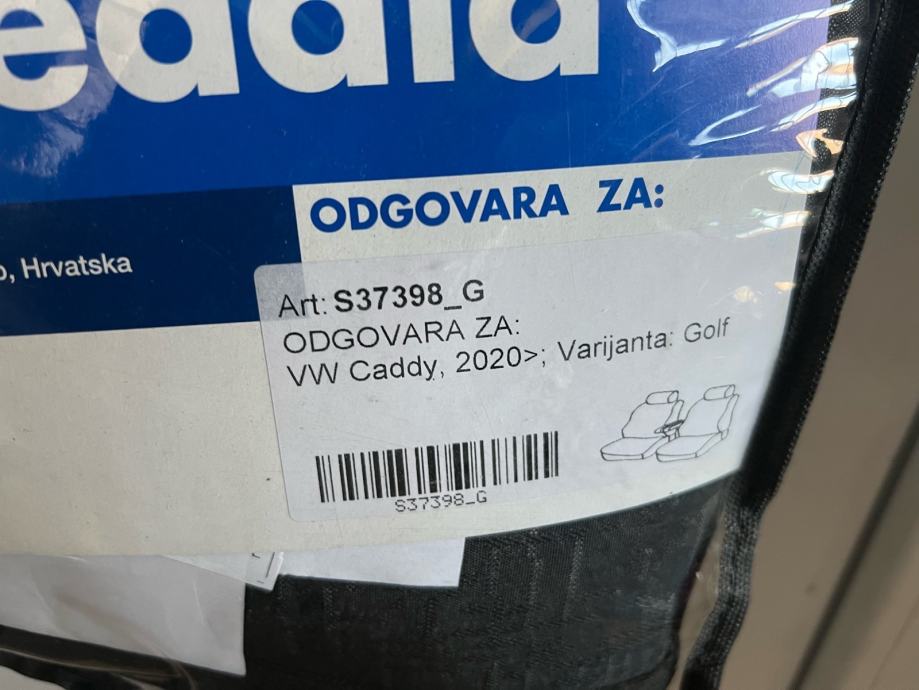 ODGOVARA ZA:
Hrvatska
Art: S37398_G
ODGOVARA ZA:
VW Caddy, 2020>; Varijanta: Golf
S37398_G